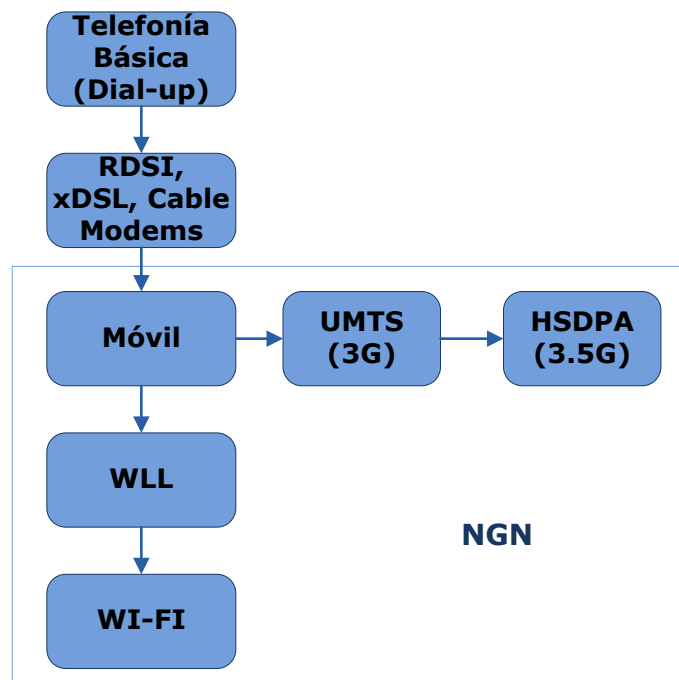 Telefonía
Básica
(Dial-up)
RDSI,
xDSL, Cable
Modems
Móvil
UMTS
(3G)
HSDPA
(3.5G)
WLL
NGN
WI-FI